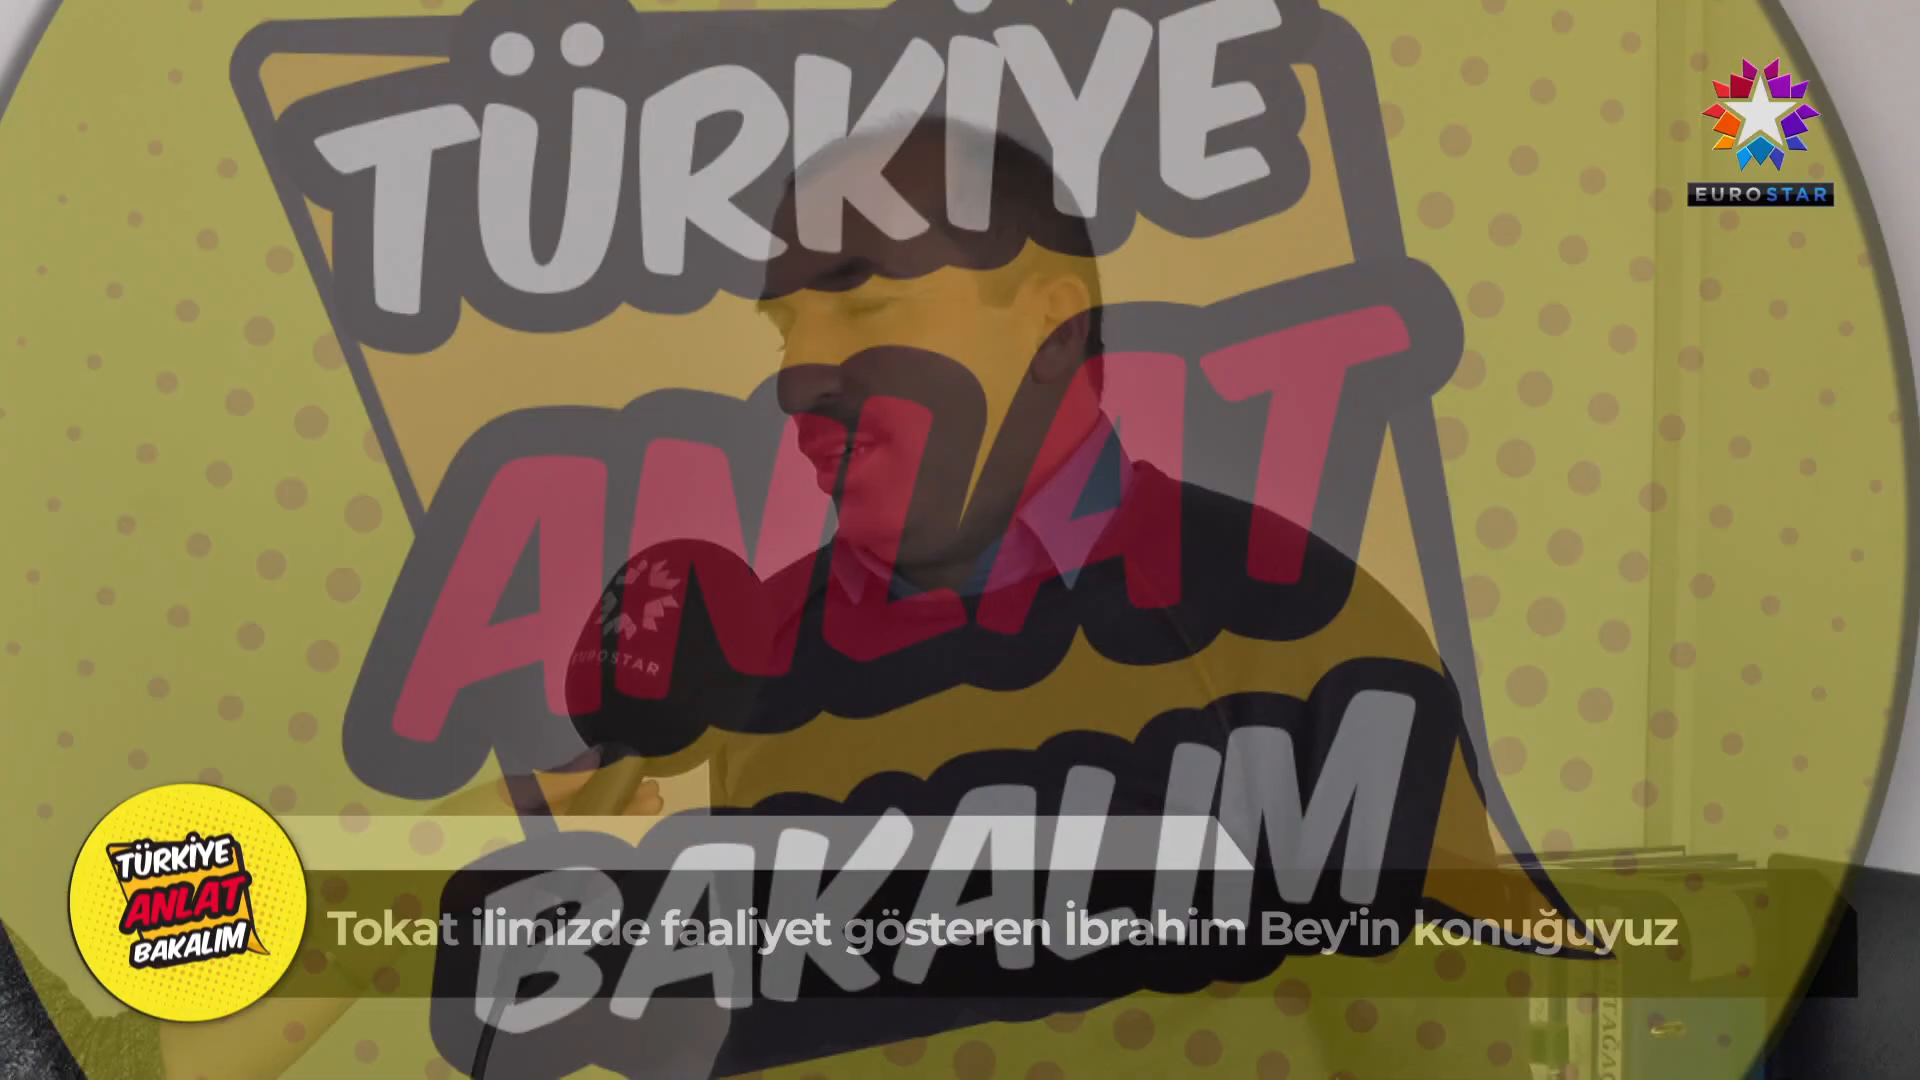 TÜRKİYE
ANLAT
BAKALIM
EUROSTAR
EUROSTAR
TÜRKİYE
ANLAT
BAKALIM
Tokat ilimizde faaliyet gösteren İbrahim Bey'in konuğuyuz